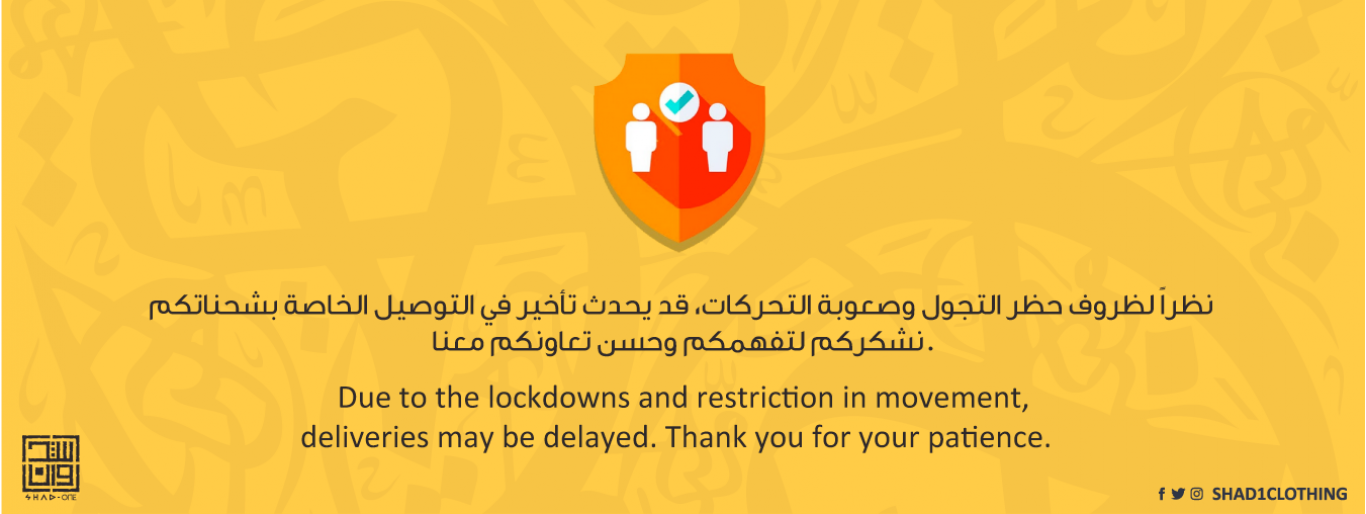 نظراً لظروف حظر التجول وصعوبة التحركات، قد يحدث تأخير في التوصيل الخاصة بشحناتكم
نشكركم لتفهمكم وحسن تعاونكم معنا.
Due to the lockdowns and restriction in movement,
deliveries may be delayed. Thank you for your patience.
شد
ون
SHAD-ONE
SHAD1CLOTHING